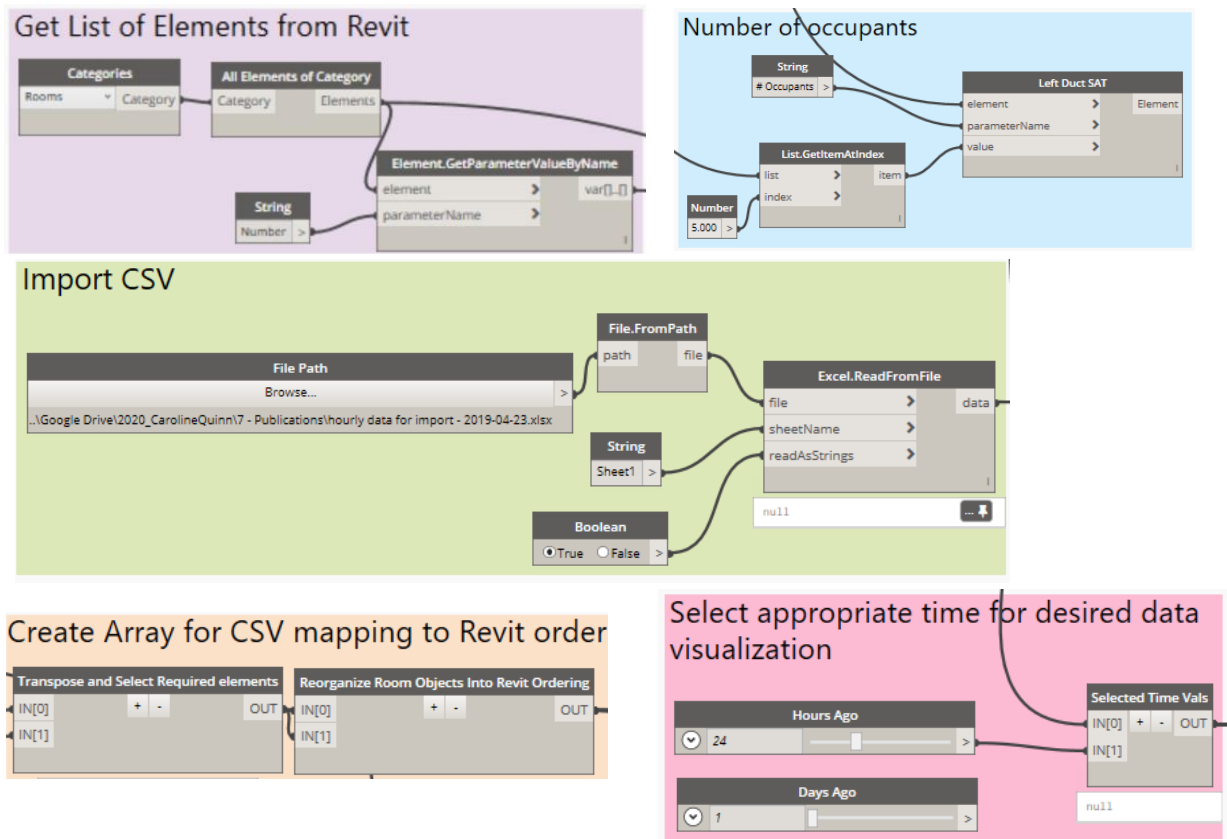 Get List of Elements from Revit
Categories
Rooms Category
All Elements of Category
Category Elements
Element.GetParameterValueByName
element > var[]..[]
parameterName >
String
Number >
Number of occupants
String
# Occupants >
Left Duct SAT
element > Element
parameterName >
value >
List.GetItemAtIndex
list > item
index >
Number
5.000 >
Import CSV
File Path
Browse... >
..\Google Drive\2020_CarolineQuinn\7 - Publications\hourly data for import - 2019-04-23.xlsx
File.FromPath
path file
Excel.ReadFromFile
file > data
sheetName >
readAsStrings >
null ...
String
Sheet1 >
Boolean
True False >
Create Array for CSV mapping to Revit order
Transpose and Select Required elements
IN[0] + - OUT
IN[1]
Reorganize Room Objects Into Revit Ordering
IN[0] + - OUT
IN[1]
Select appropriate time for desired data
visualization
Hours Ago
24 >
Days Ago
1 >
Selected Time Vals
IN[0] + - OUT
IN[1]
null